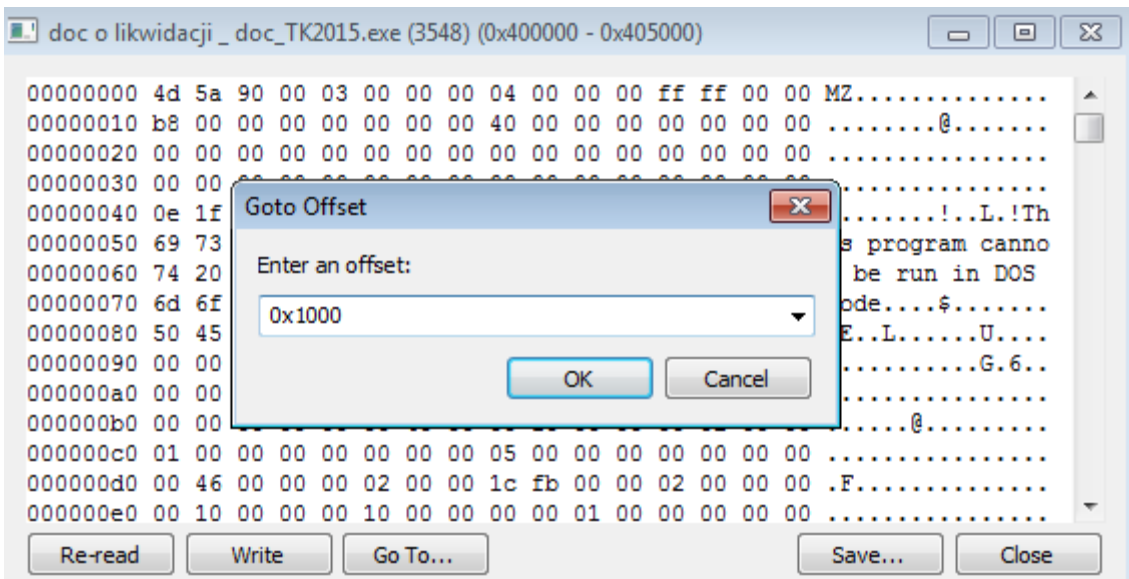 doc o likwidacji _ doc_TK2015.exe (3548) (0x400000 - 0x405000)
00000000 4d 5a 90 00 03 00 00 00 04 00 00 00 ff ff 00 00 MZ..............
00000010 b8 00 00 00 00 00 00 00 40 00 00 00 00 00 00 00 ........@.......
00000020 00 00 00 00 00 00 00 00 00 00 00 00 00 00 00 00 ................
00000030 00 00 ................
00000040 0e 1f ........!..L.!Th
00000050 69 73 s program canno
00000060 74 20 be run in DOS
00000070 6d 6f ode....$.......
00000080 50 45 E..L......U....
00000090 00 00 ...........G.6..
000000a0 00 00 ................
000000b0 00 00 ......@.........
000000c0 01 00 00 00 00 00 00 00 05 00 00 00 00 00 00 00 ................
000000d0 00 46 00 00 00 02 00 00 1c fb 00 00 02 00 00 00 .F..............
000000e0 00 10 00 00 00 10 00 00 00 00 01 00 00 00 00 00 ................
Goto Offset
Enter an offset:
0x1000
OK Cancel
Re-read Write Go To... Save... Close